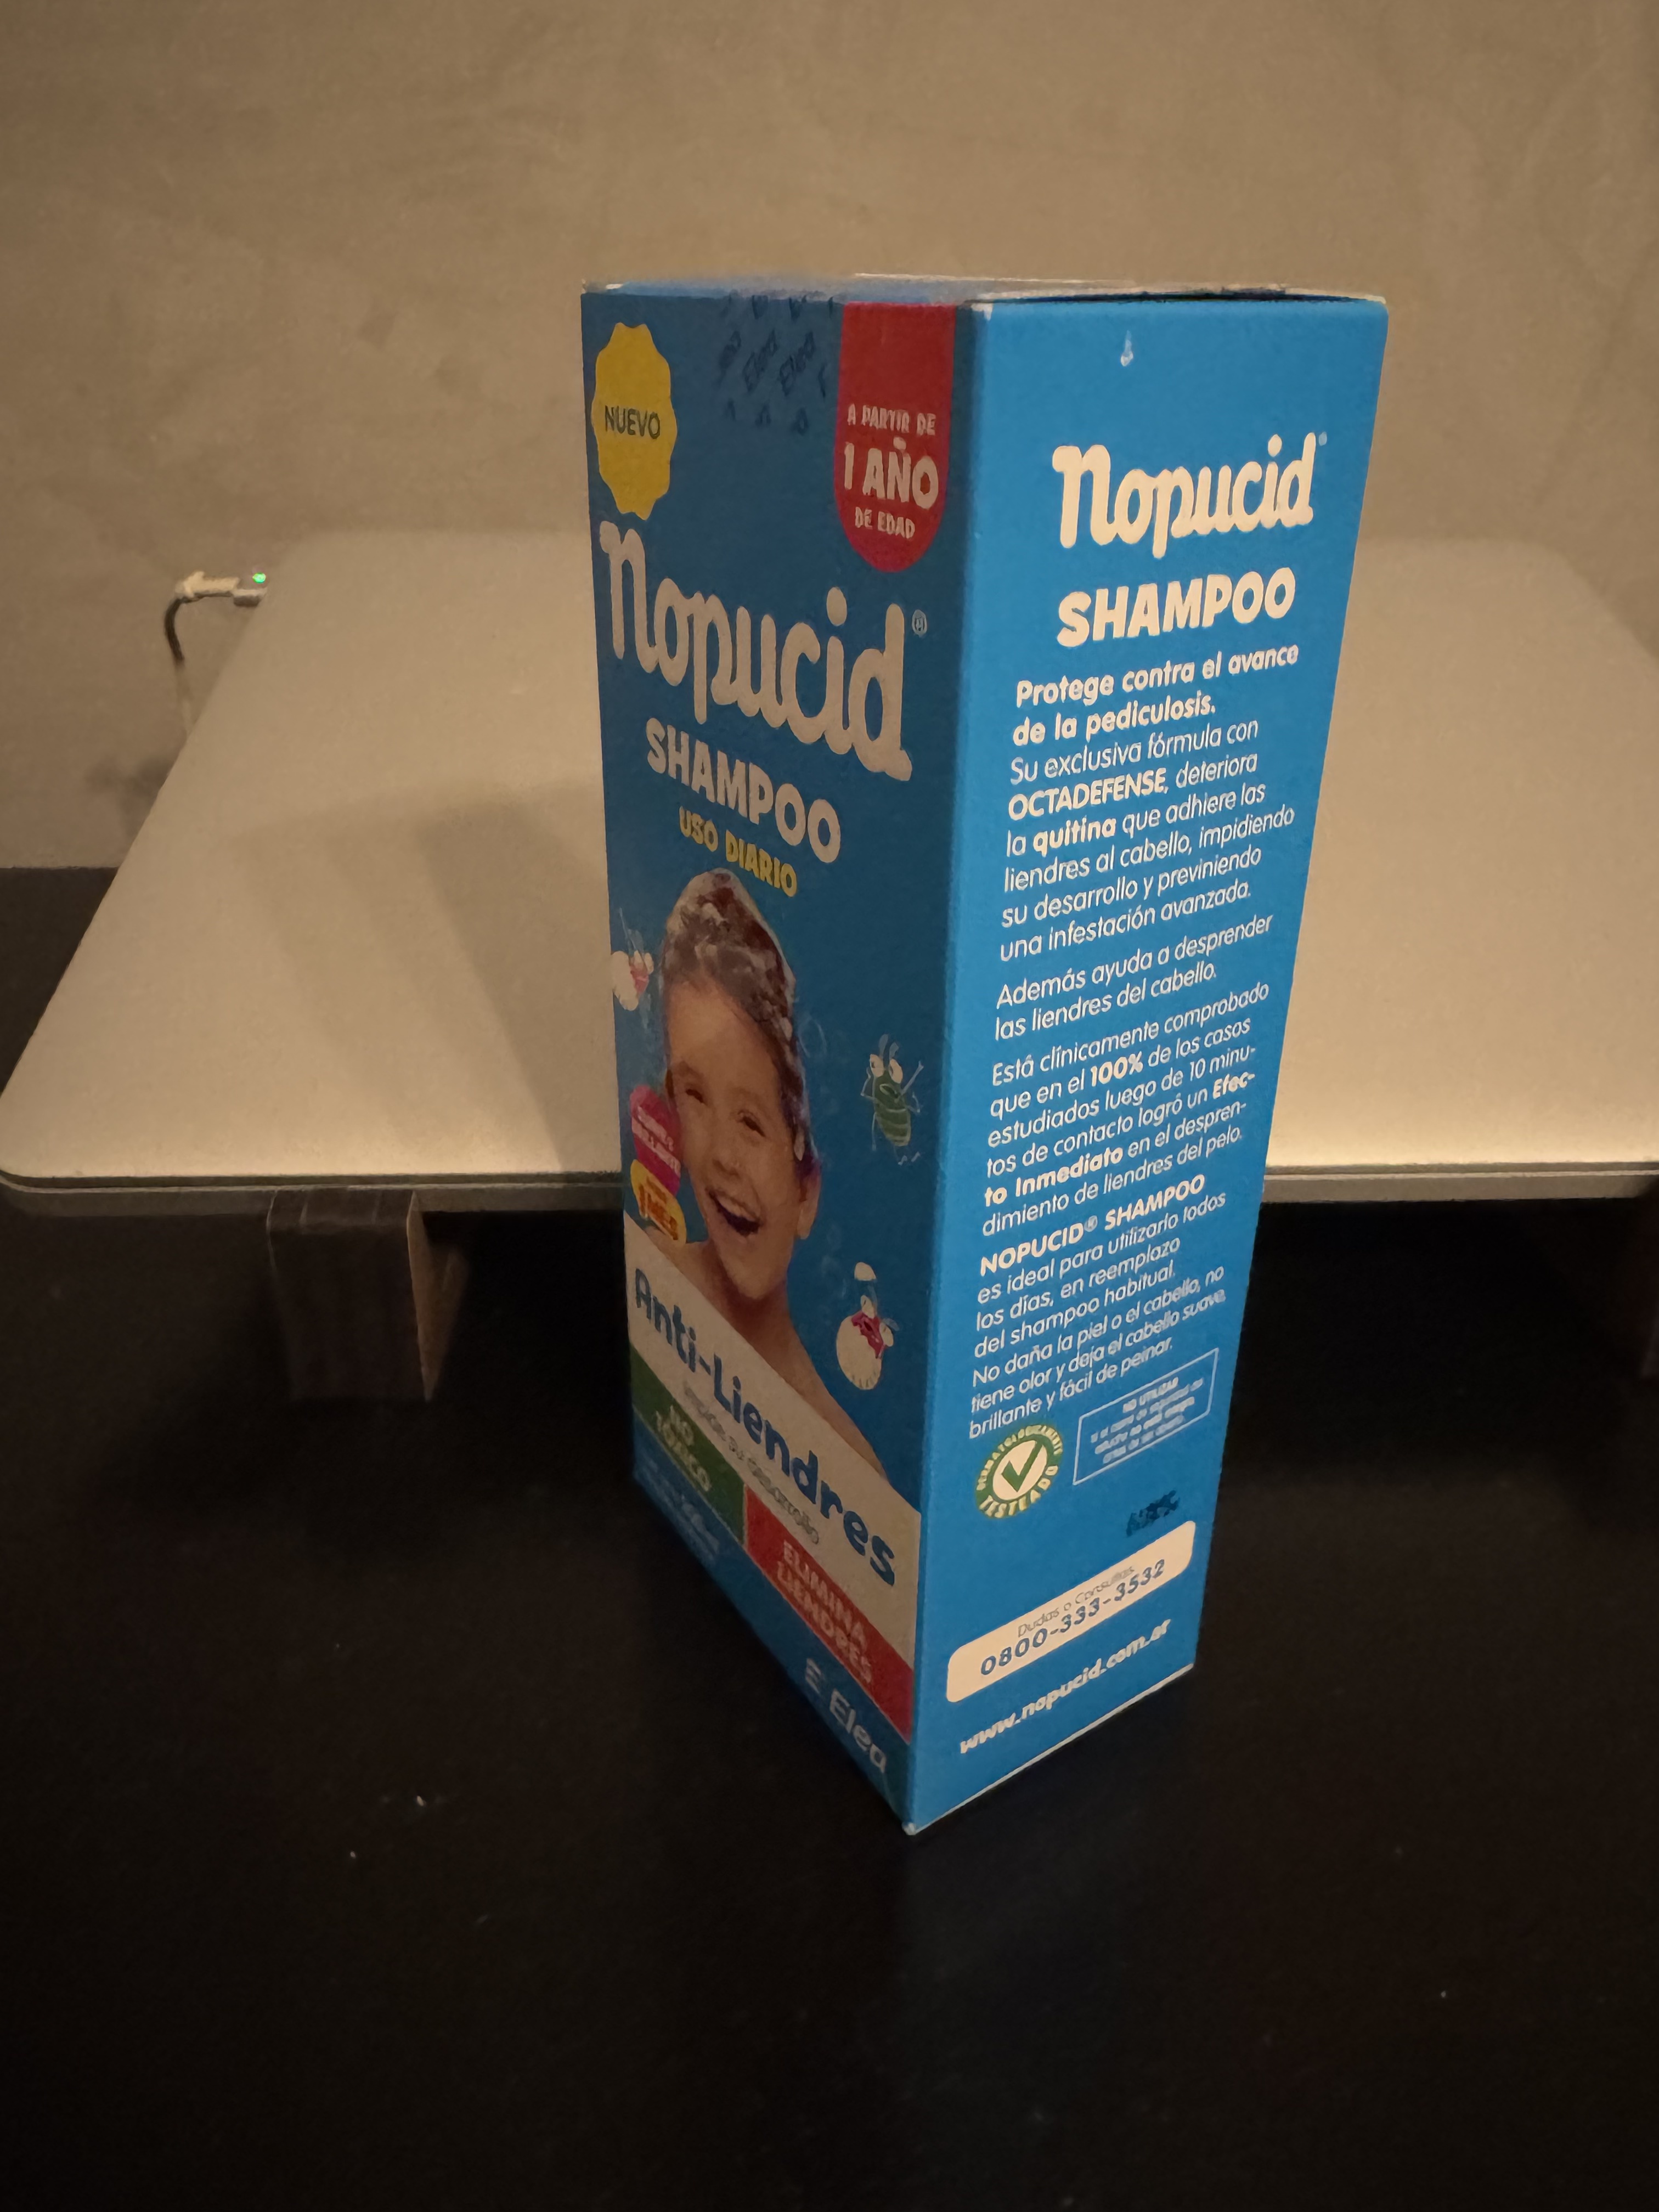 NUEVO
A PARTIR DE
1 AÑO
DE EDAD
Nopucid®
SHAMPOO
USO DIARIO
Anti-Liendres
NO
TÓXICO
ELIMINA
LIENDRES
Elea
Elea
Elea
Nopucid®
SHAMPOO
Protege contra el avance
de la pediculosis.
Su exclusiva fórmula con
OCTADEFENSE, deteriora
la quitina que adhiere las
liendres al cabello, impidiendo
su desarrollo y previniendo
una infestación avanzada.
Además ayuda a desprender
las liendres del cabello.
Está clínicamente comprobado
que en el 100% de los casos
estudiados luego de 10 minu-
tos de contacto logró un Efec-
to Inmediato en el despren-
dimiento de liendres del pelo.
NOPUCID® SHAMPOO
es ideal para utilizarlo todos
los días, en reemplazo
del shampoo habitual.
No daña la piel o el cabello, no
tiene olor y deja el cabello suave,
brillante y fácil de peinar.
DERMATOLÓGICAMENTE
TESTEADO
NO UTILIZAR
Dudas o Consultas
0800-333-3532
www.nopucid.com.ar